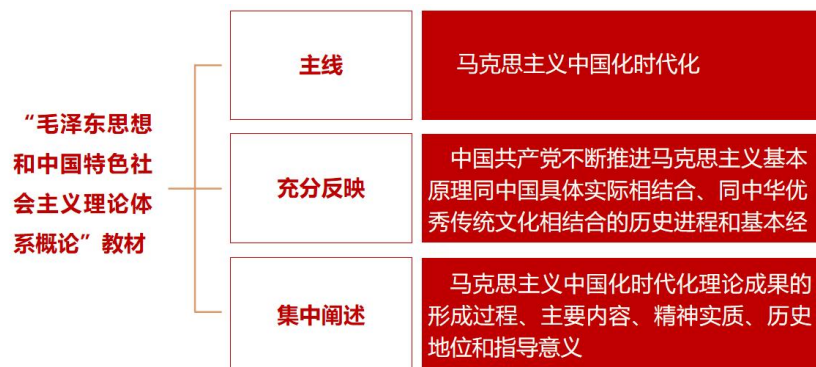 “毛泽东思想
和中国特色社
会主义理论体
系概论”教材
主线
马克思主义中国化时代化
充分反映
中国共产党不断推进马克思主义基本
原理同中国具体实际相结合、同中华优
秀传统文化相结合的历史进程和基本经
集中阐述
马克思主义中国化时代化理论成果的
形成过程、主要内容、精神实质、历史
地位和指导意义